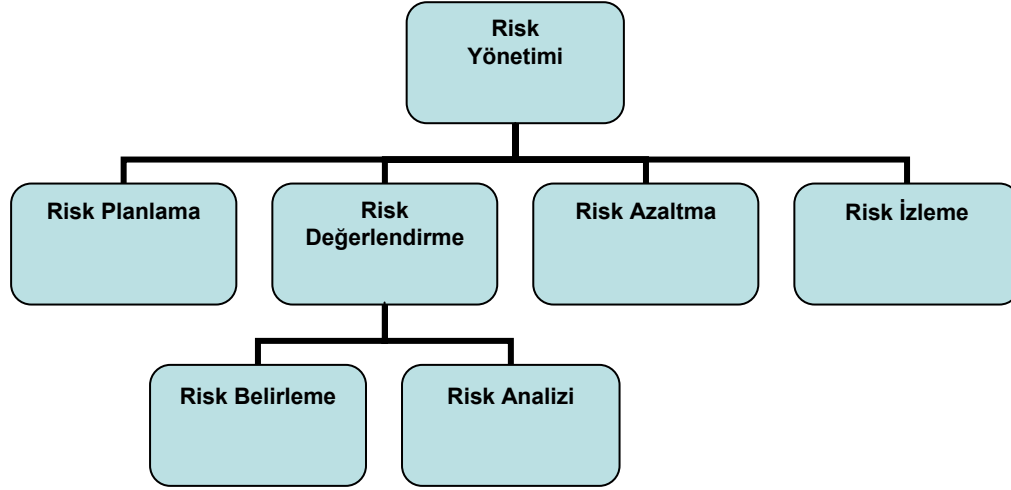 Risk
Yönetimi
Risk Planlama
Risk
Değerlendirme
Risk Azaltma
Risk İzleme
Risk Belirleme
Risk Analizi